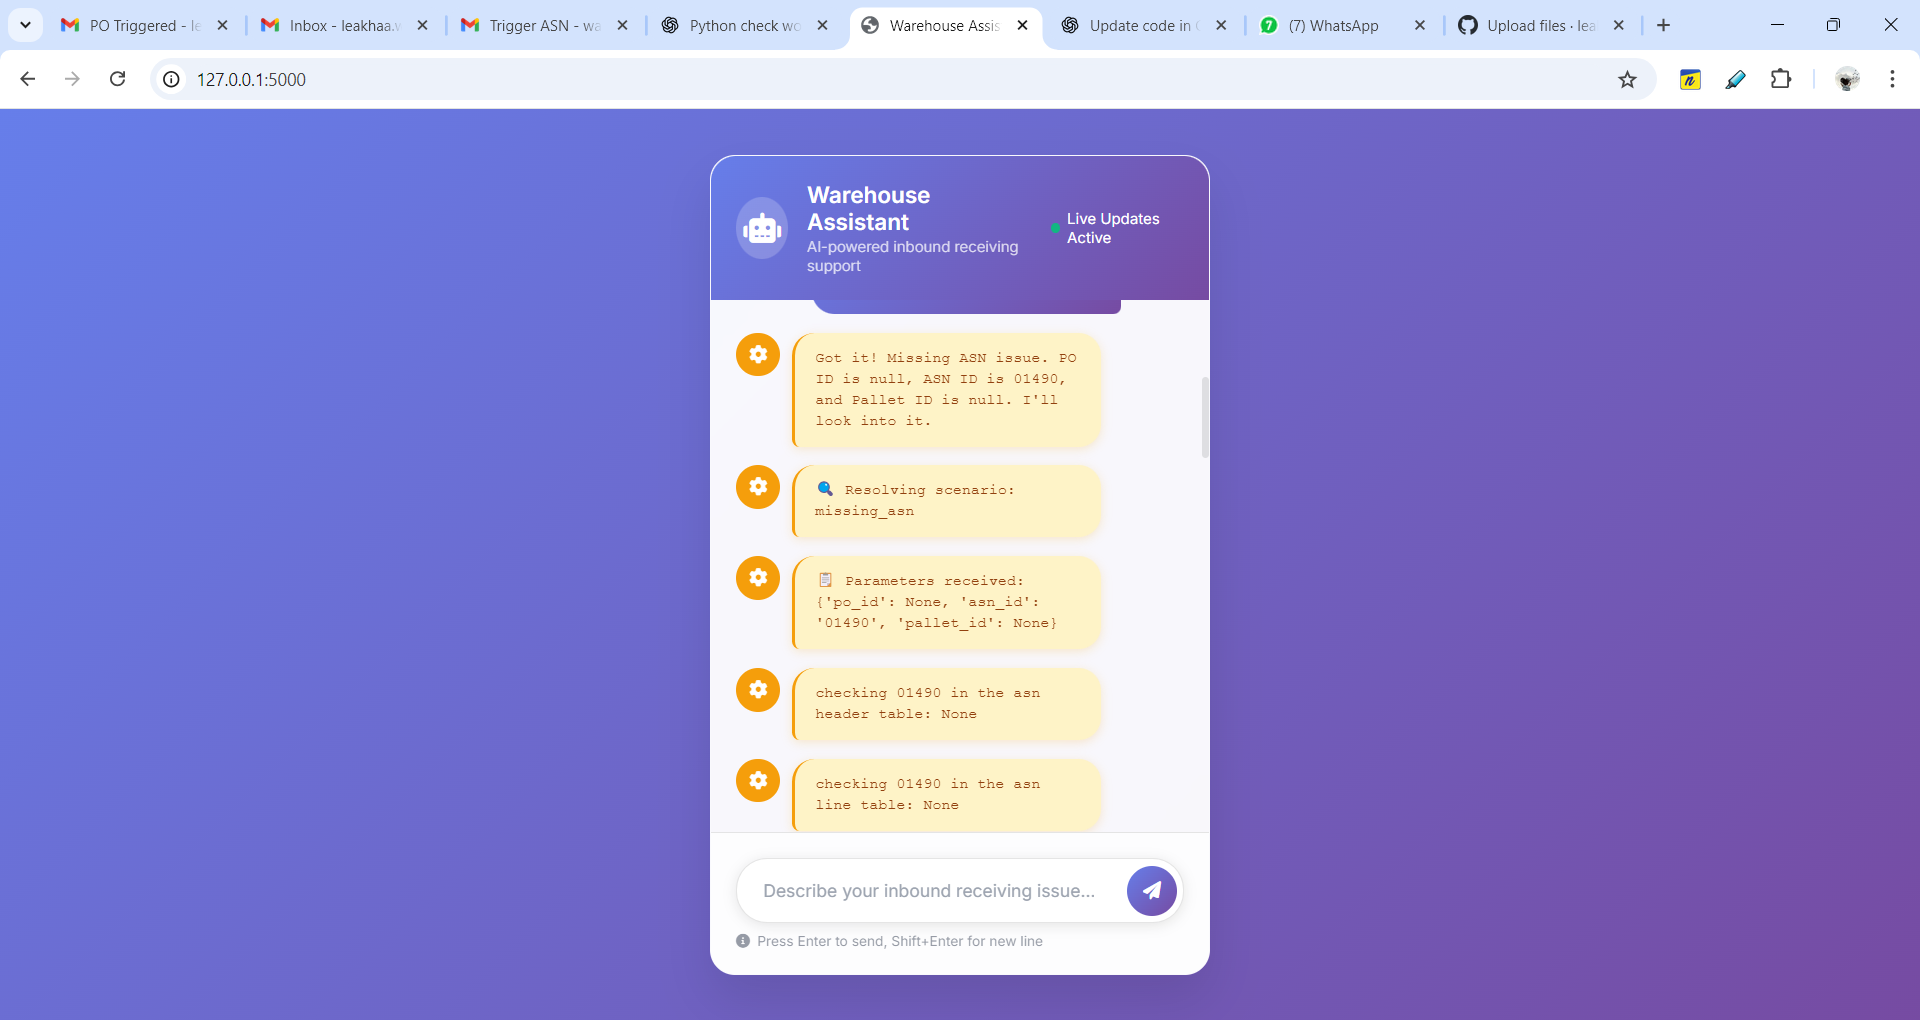 PO Triggered - le
Inbox - leakhaa.w
Trigger ASN - wa
Python check wo
Warehouse Assis
Update code in
(7) WhatsApp
Upload files · lea
127.0.0.1:5000
Warehouse
Assistant
AI-powered inbound receiving
support
Live Updates
Active
Got it! Missing ASN issue. PO
ID is null, ASN ID is 01490,
and Pallet ID is null. I'll
look into it.
Resolving scenario:
missing_asn
Parameters received:
{'po_id': None, 'asn_id':
'01490', 'pallet_id': None}
checking 01490 in the asn
header table: None
checking 01490 in the asn
line table: None
Describe your inbound receiving issue...
Press Enter to send, Shift+Enter for new line